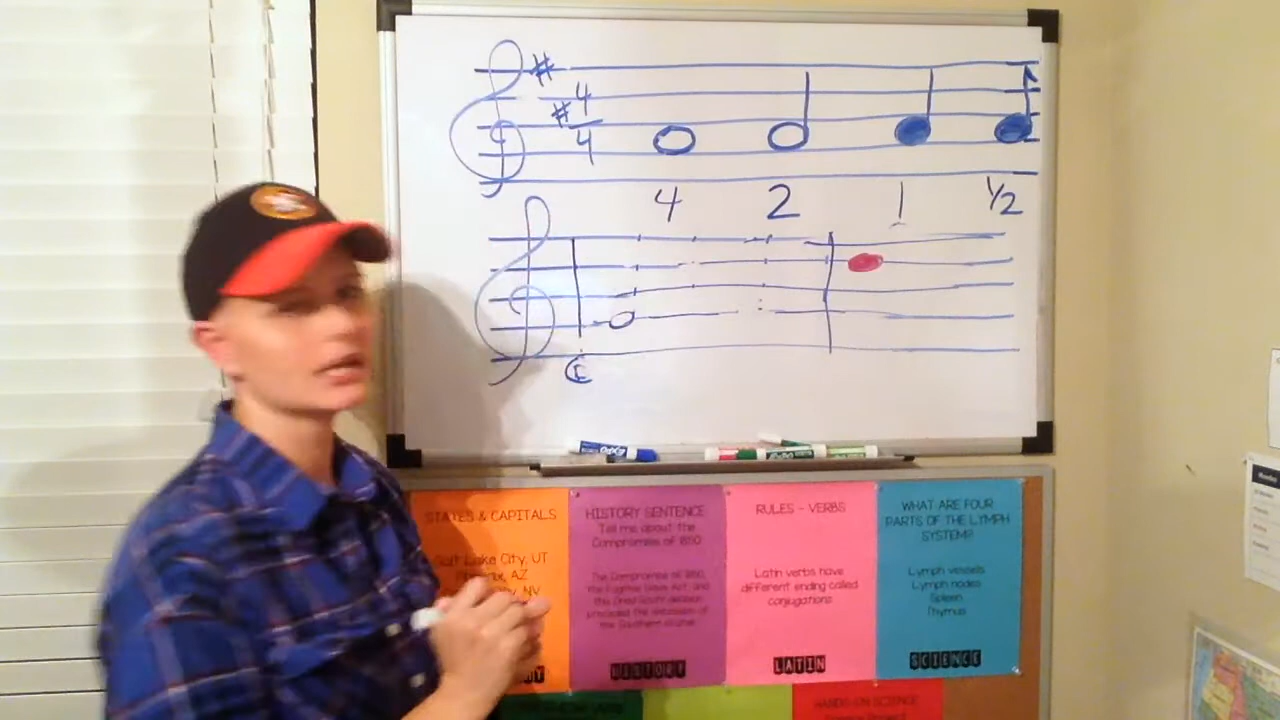 # 4
# 4
4 2 1 1/2
STATES & CAPITALS
Salt Lake City, UT
AZ
NV
HISTORY SENTENCE
Tell me about the
Compromise of 1850
The Compromise of 1850,
the Fugitive Slave Act, and
the Dred Scott decision
preceded the secession of
the Southern states.
HISTORY
RULES - VERBS
Latin verbs have
different ending called
conjugations
LATIN
WHAT ARE FOUR
PARTS OF THE LYMPH
SYSTEM?
Lymph vessels
Lymph nodes
Spleen
Thymus
SCIENCE
HANDS ON SCIENCE